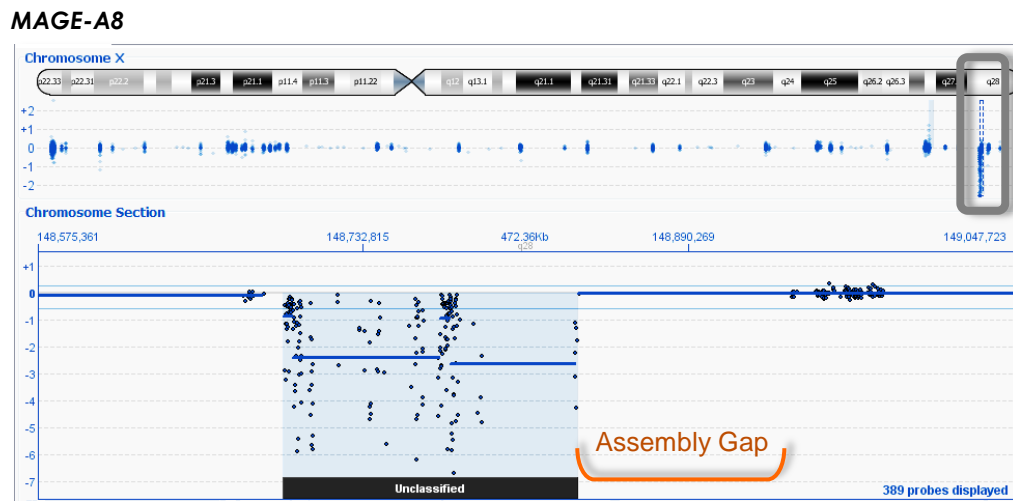 MAGE-A8
Chromosome X
p22.33 p22.31 p22.2 p21.3 p21.1 p11.4 p11.3 p11.22 q12 q13.1 q21.1 q21.31 q21.33 q22.1 q22.3 q23 q24 q25 q26.2 q26.3 q27 q28
+2
+1
0
-1
-2
Chromosome Section
148,575,361 148,732,815 472.36Kb 148,890,269 149,047,723
q28
+1
0
-1
-2
-3
-4
-5
Assembly Gap
-6
-7 Unclassified 389 probes displayed